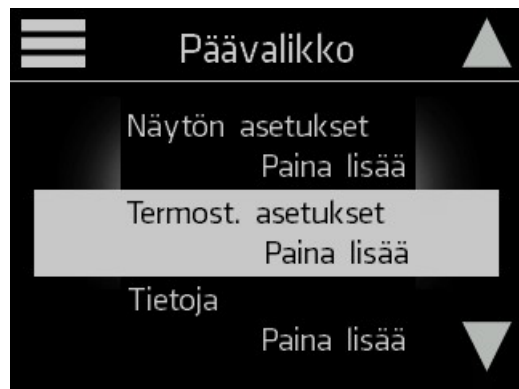 Päävalikko
Näytön asetukset
Paina lisää
Termost. asetukset
Paina lisää
Tietoja
Paina lisää